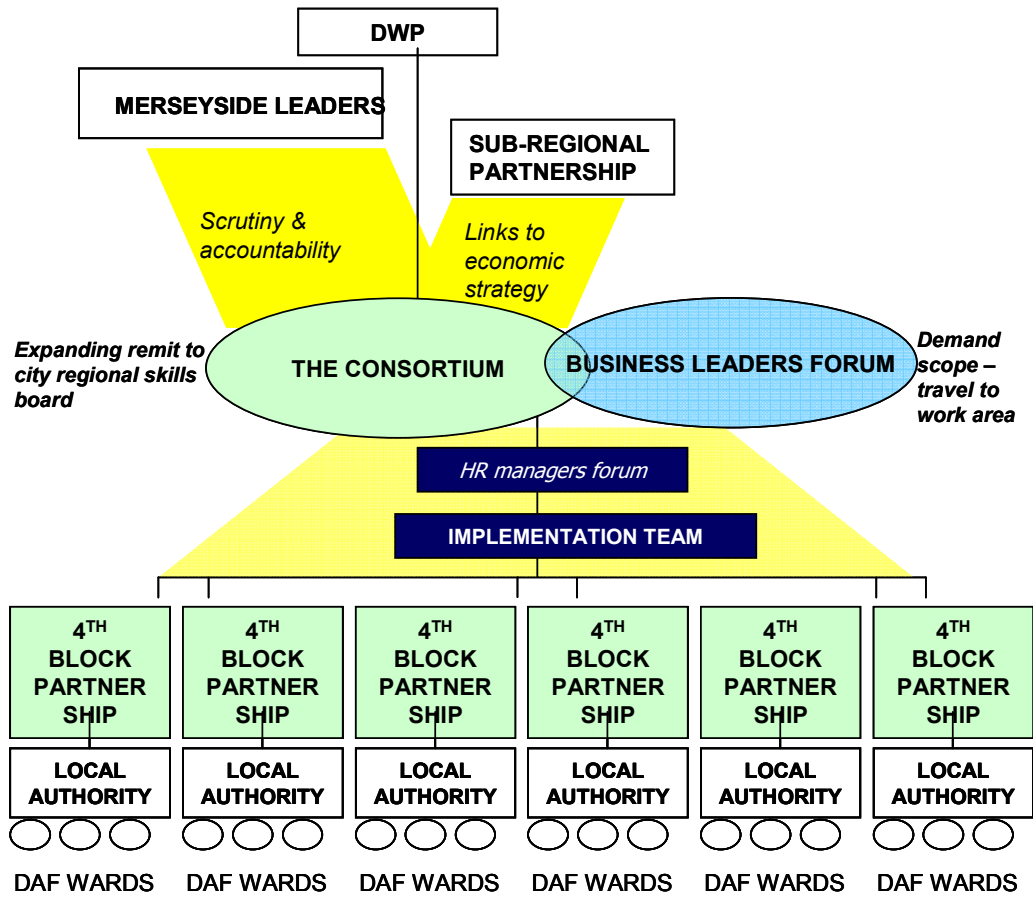 DWP
MERSEYSIDE LEADERS
SUB-REGIONAL
PARTNERSHIP
Scrutiny &
accountability
Links to
economic
strategy
Expanding remit to
city regional skills
board
THE CONSORTIUM
BUSINESS LEADERS FORUM
Demand
scope –
travel to
work area
HR managers forum
IMPLEMENTATION TEAM
4TH
BLOCK
PARTNER
SHIP
4TH
BLOCK
PARTNER
SHIP
4TH
BLOCK
PARTNER
SHIP
4TH
BLOCK
PARTNER
SHIP
4TH
BLOCK
PARTNER
SHIP
4TH
BLOCK
PARTNER
SHIP
LOCAL
AUTHORITY
LOCAL
AUTHORITY
LOCAL
AUTHORITY
LOCAL
AUTHORITY
LOCAL
AUTHORITY
LOCAL
AUTHORITY
DAF WARDS
DAF WARDS
DAF WARDS
DAF WARDS
DAF WARDS
DAF WARDS